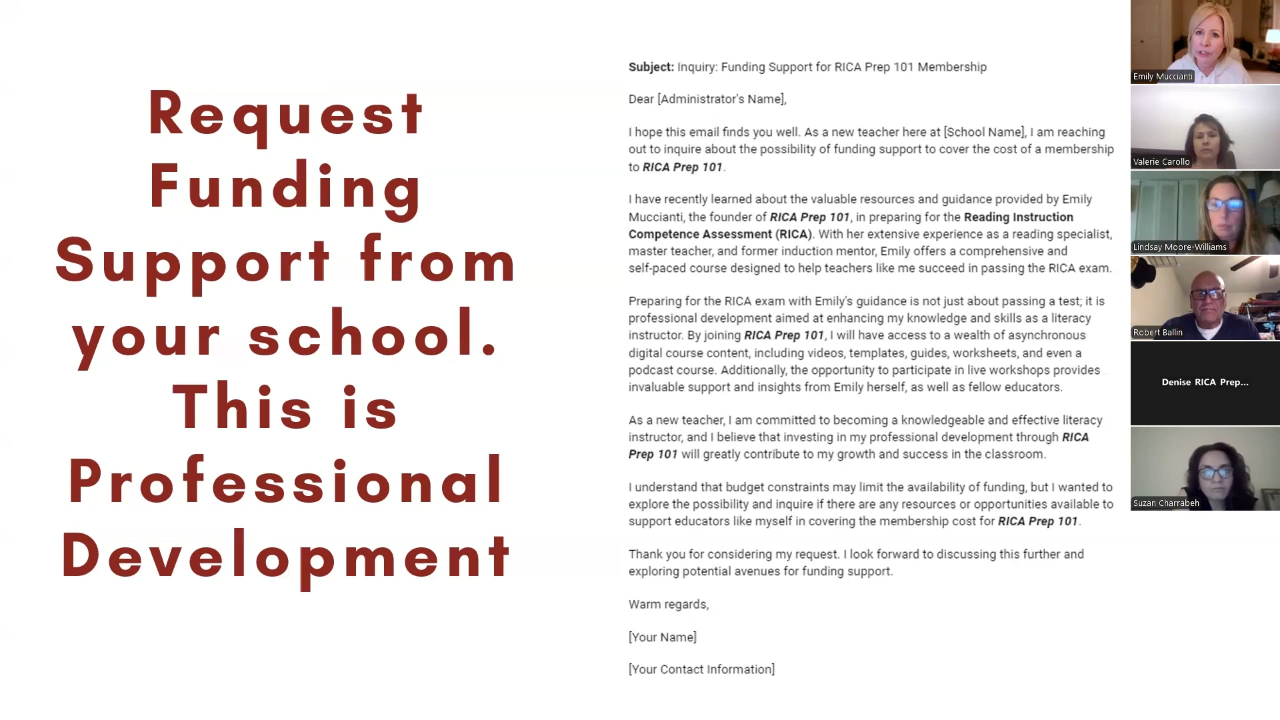 Request
Funding
Support from
your school.
This is
Professional
Development
Subject: Inquiry: Funding Support for RICA Prep 101 Membership
Dear [Administrator's Name],
I hope this email finds you well. As a new teacher here at [School Name], I am reaching
out to inquire about the possibility of funding support to cover the cost of a membership
to RICA Prep 101.
I have recently learned about the valuable resources and guidance provided by Emily
Muccianti, the founder of RICA Prep 101, in preparing for the Reading Instruction
Competence Assessment (RICA). With her extensive experience as a reading specialist,
master teacher, and former induction mentor, Emily offers a comprehensive and
self-paced course designed to help teachers like me succeed in passing the RICA exam.
Preparing for the RICA exam with Emily's guidance is not just about passing a test; it is
professional development aimed at enhancing my knowledge and skills as a literacy
instructor. By joining RICA Prep 101, I will have access to a wealth of asynchronous
digital course content, including videos, templates, guides, worksheets, and even a
podcast course. Additionally, the opportunity to participate in live workshops provides
invaluable support and insights from Emily herself, as well as fellow educators.
As a new teacher, I am committed to becoming a knowledgeable and effective literacy
instructor, and I believe that investing in my professional development through RICA
Prep 101 will greatly contribute to my growth and success in the classroom.
I understand that budget constraints may limit the availability of funding, but I wanted to
explore the possibility and inquire if there are any resources or opportunities available to
support educators like myself in covering the membership cost for RICA Prep 101.
Thank you for considering my request. I look forward to discussing this further and
exploring potential avenues for funding support.
Warm regards,
[Your Name]
[Your Contact Information]
Emily Muccianti
Valerie Carollo
Lindsay Moore-Williams
Robert Ballin
Denise RICA Prep...
Suzan Charrabeh